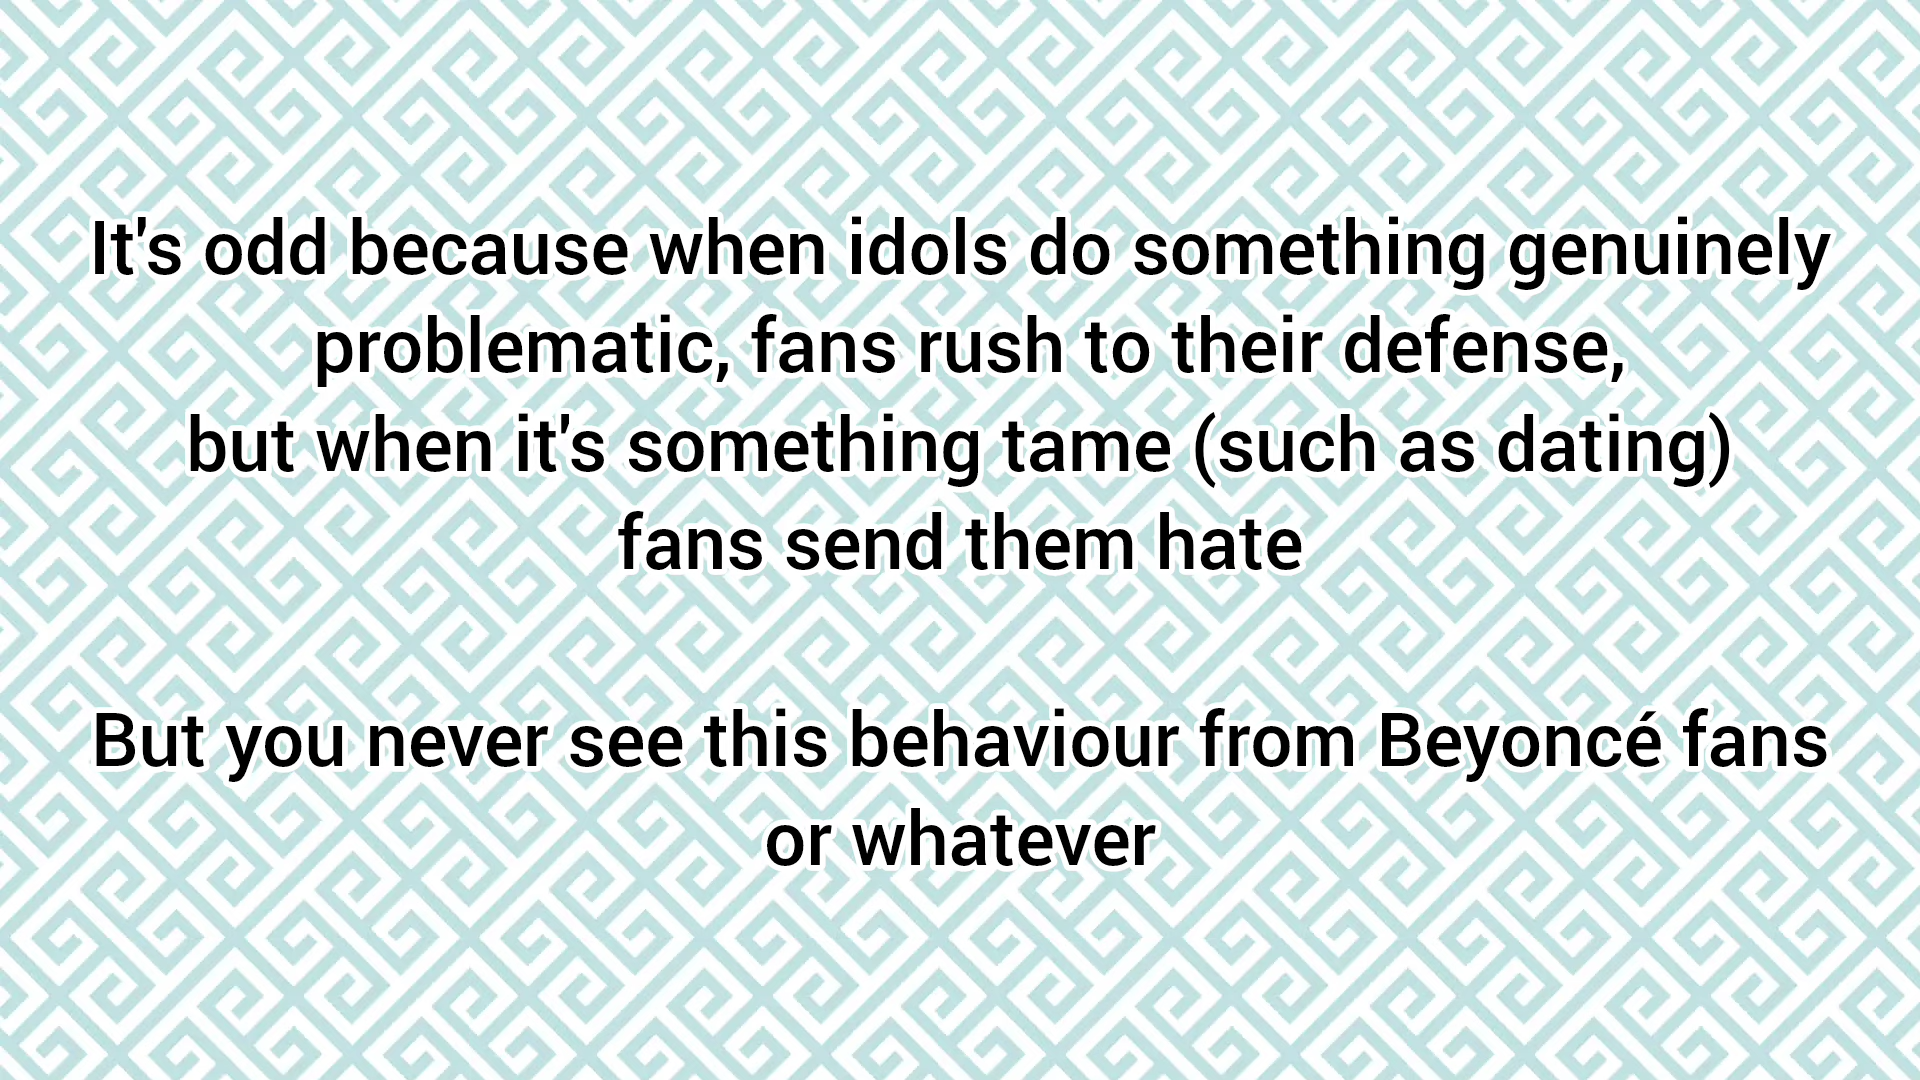 It's odd because when idols do something genuinely
problematic, fans rush to their defense,
but when it's something tame (such as dating)
fans send them hate
But you never see this behaviour from Beyoncé fans
or whatever